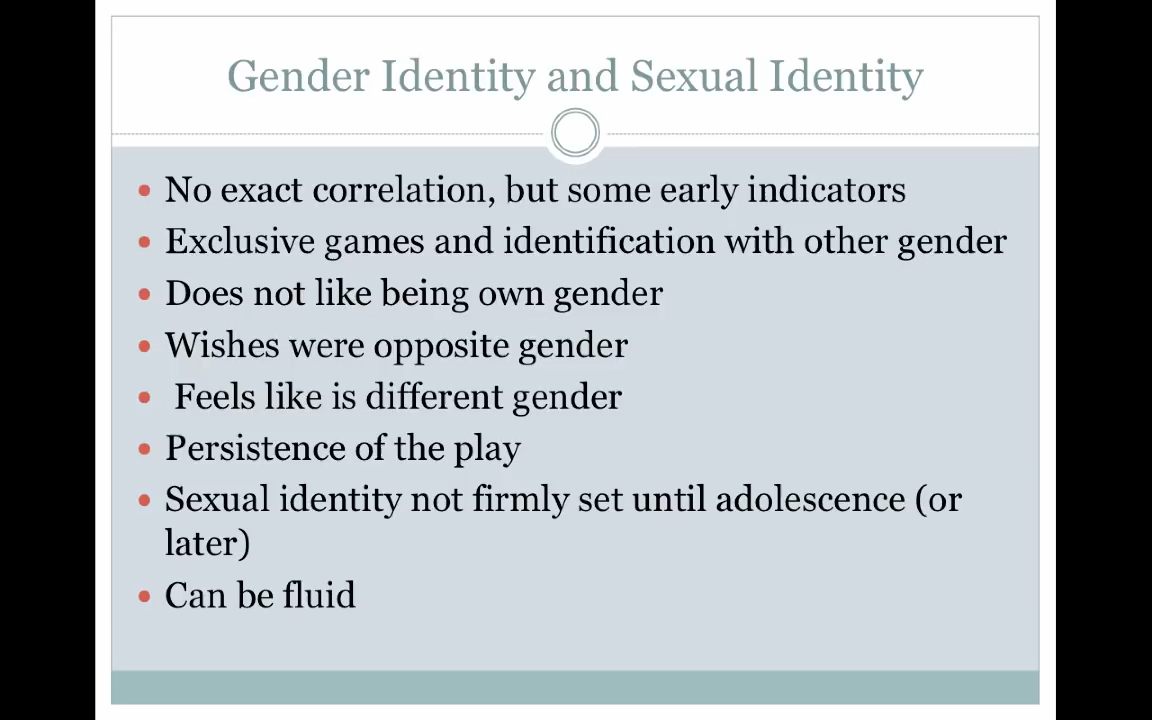 Gender Identity and Sexual Identity
• No exact correlation, but some early indicators
• Exclusive games and identification with other gender
• Does not like being own gender
• Wishes were opposite gender
• Feels like is different gender
• Persistence of the play
• Sexual identity not firmly set until adolescence (or
later)
• Can be fluid